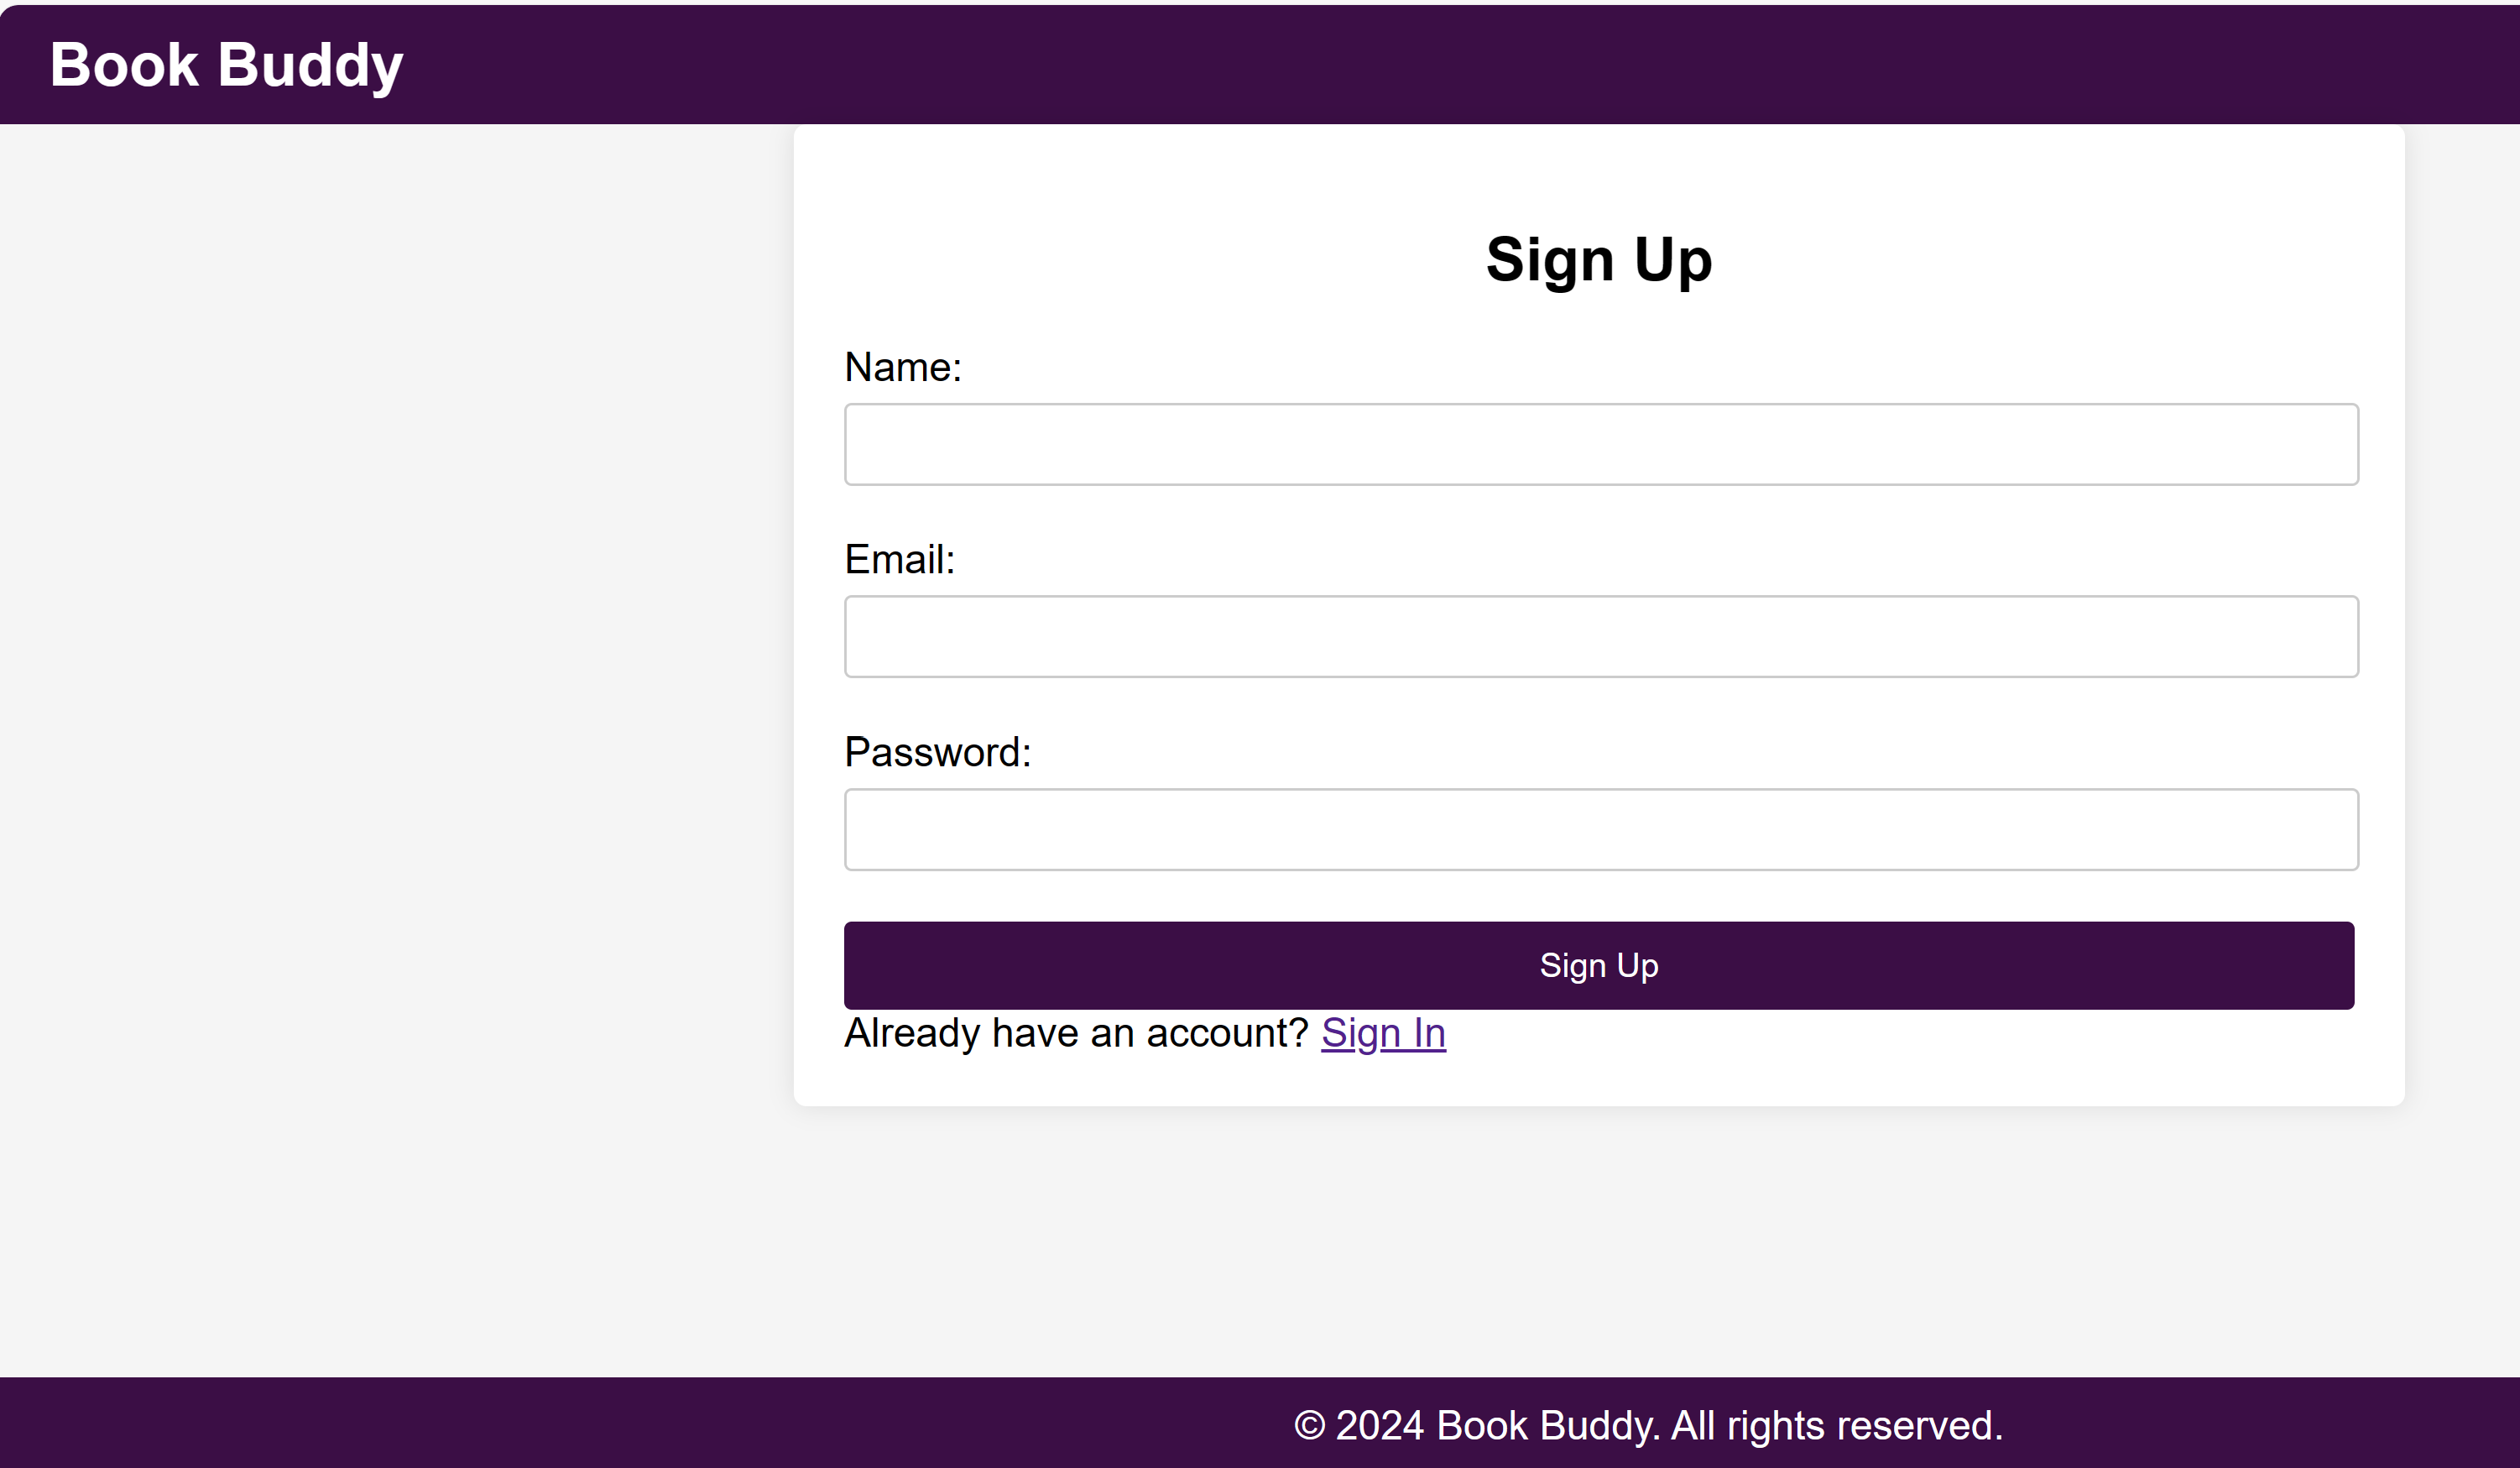 Book Buddy
Sign Up
Name:
Email:
Password:
Sign Up
Already have an account? Sign In
© 2024 Book Buddy. All rights reserved.